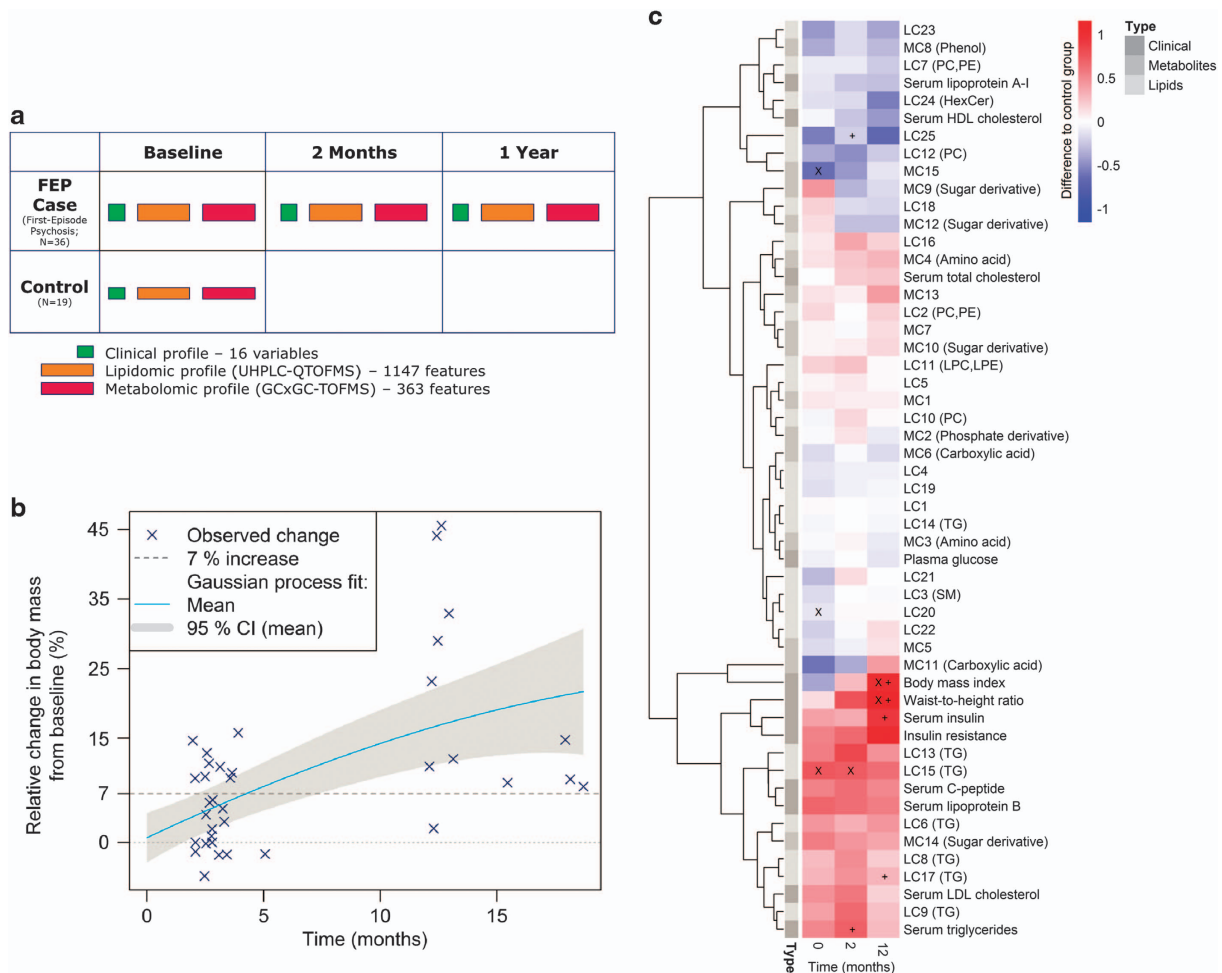 a
Baseline
2 Months
1 Year
FEP
Case
(First-Episode
Psychosis;
N=36)
Control
(N=19)
Clinical profile – 16 variables
Lipidomic profile (UHPLC-QTOFMS) – 1147 features
Metabolomic profile (GCxGC-TOFMS) – 363 features
b
Observed change
7 % increase
Gaussian process fit:
Mean
95 % CI (mean)
Relative change in body mass
from baseline (%)
45
35
25
15
7
0
0
5
10
15
Time (months)
c
LC23
MC8 (Phenol)
LC7 (PC,PE)
Serum lipoprotein A-I
LC24 (HexCer)
Serum HDL cholesterol
+
LC25
LC12 (PC)
X
MC15
MC9 (Sugar derivative)
LC18
MC12 (Sugar derivative)
LC16
MC4 (Amino acid)
Serum total cholesterol
MC13
LC2 (PC,PE)
MC7
MC10 (Sugar derivative)
LC11 (LPC,LPE)
LC5
MC1
LC10 (PC)
MC2 (Phosphate derivative)
MC6 (Carboxylic acid)
LC4
LC19
LC1
LC14 (TG)
MC3 (Amino acid)
Plasma glucose
LC21
LC3 (SM)
X
LC20
LC22
MC5
MC11 (Carboxylic acid)
X +
Body mass index
X +
Waist-to-height ratio
+
Serum insulin
Insulin resistance
LC13 (TG)
X
X
LC15 (TG)
Serum C-peptide
Serum lipoprotein B
LC6 (TG)
MC14 (Sugar derivative)
LC8 (TG)
+
LC17 (TG)
Serum LDL cholesterol
LC9 (TG)
+
Serum triglycerides
Type
0
2
12
Time (months)
Difference to control group
1
0.5
0
-0.5
-1
Type
Clinical
Metabolites
Lipids